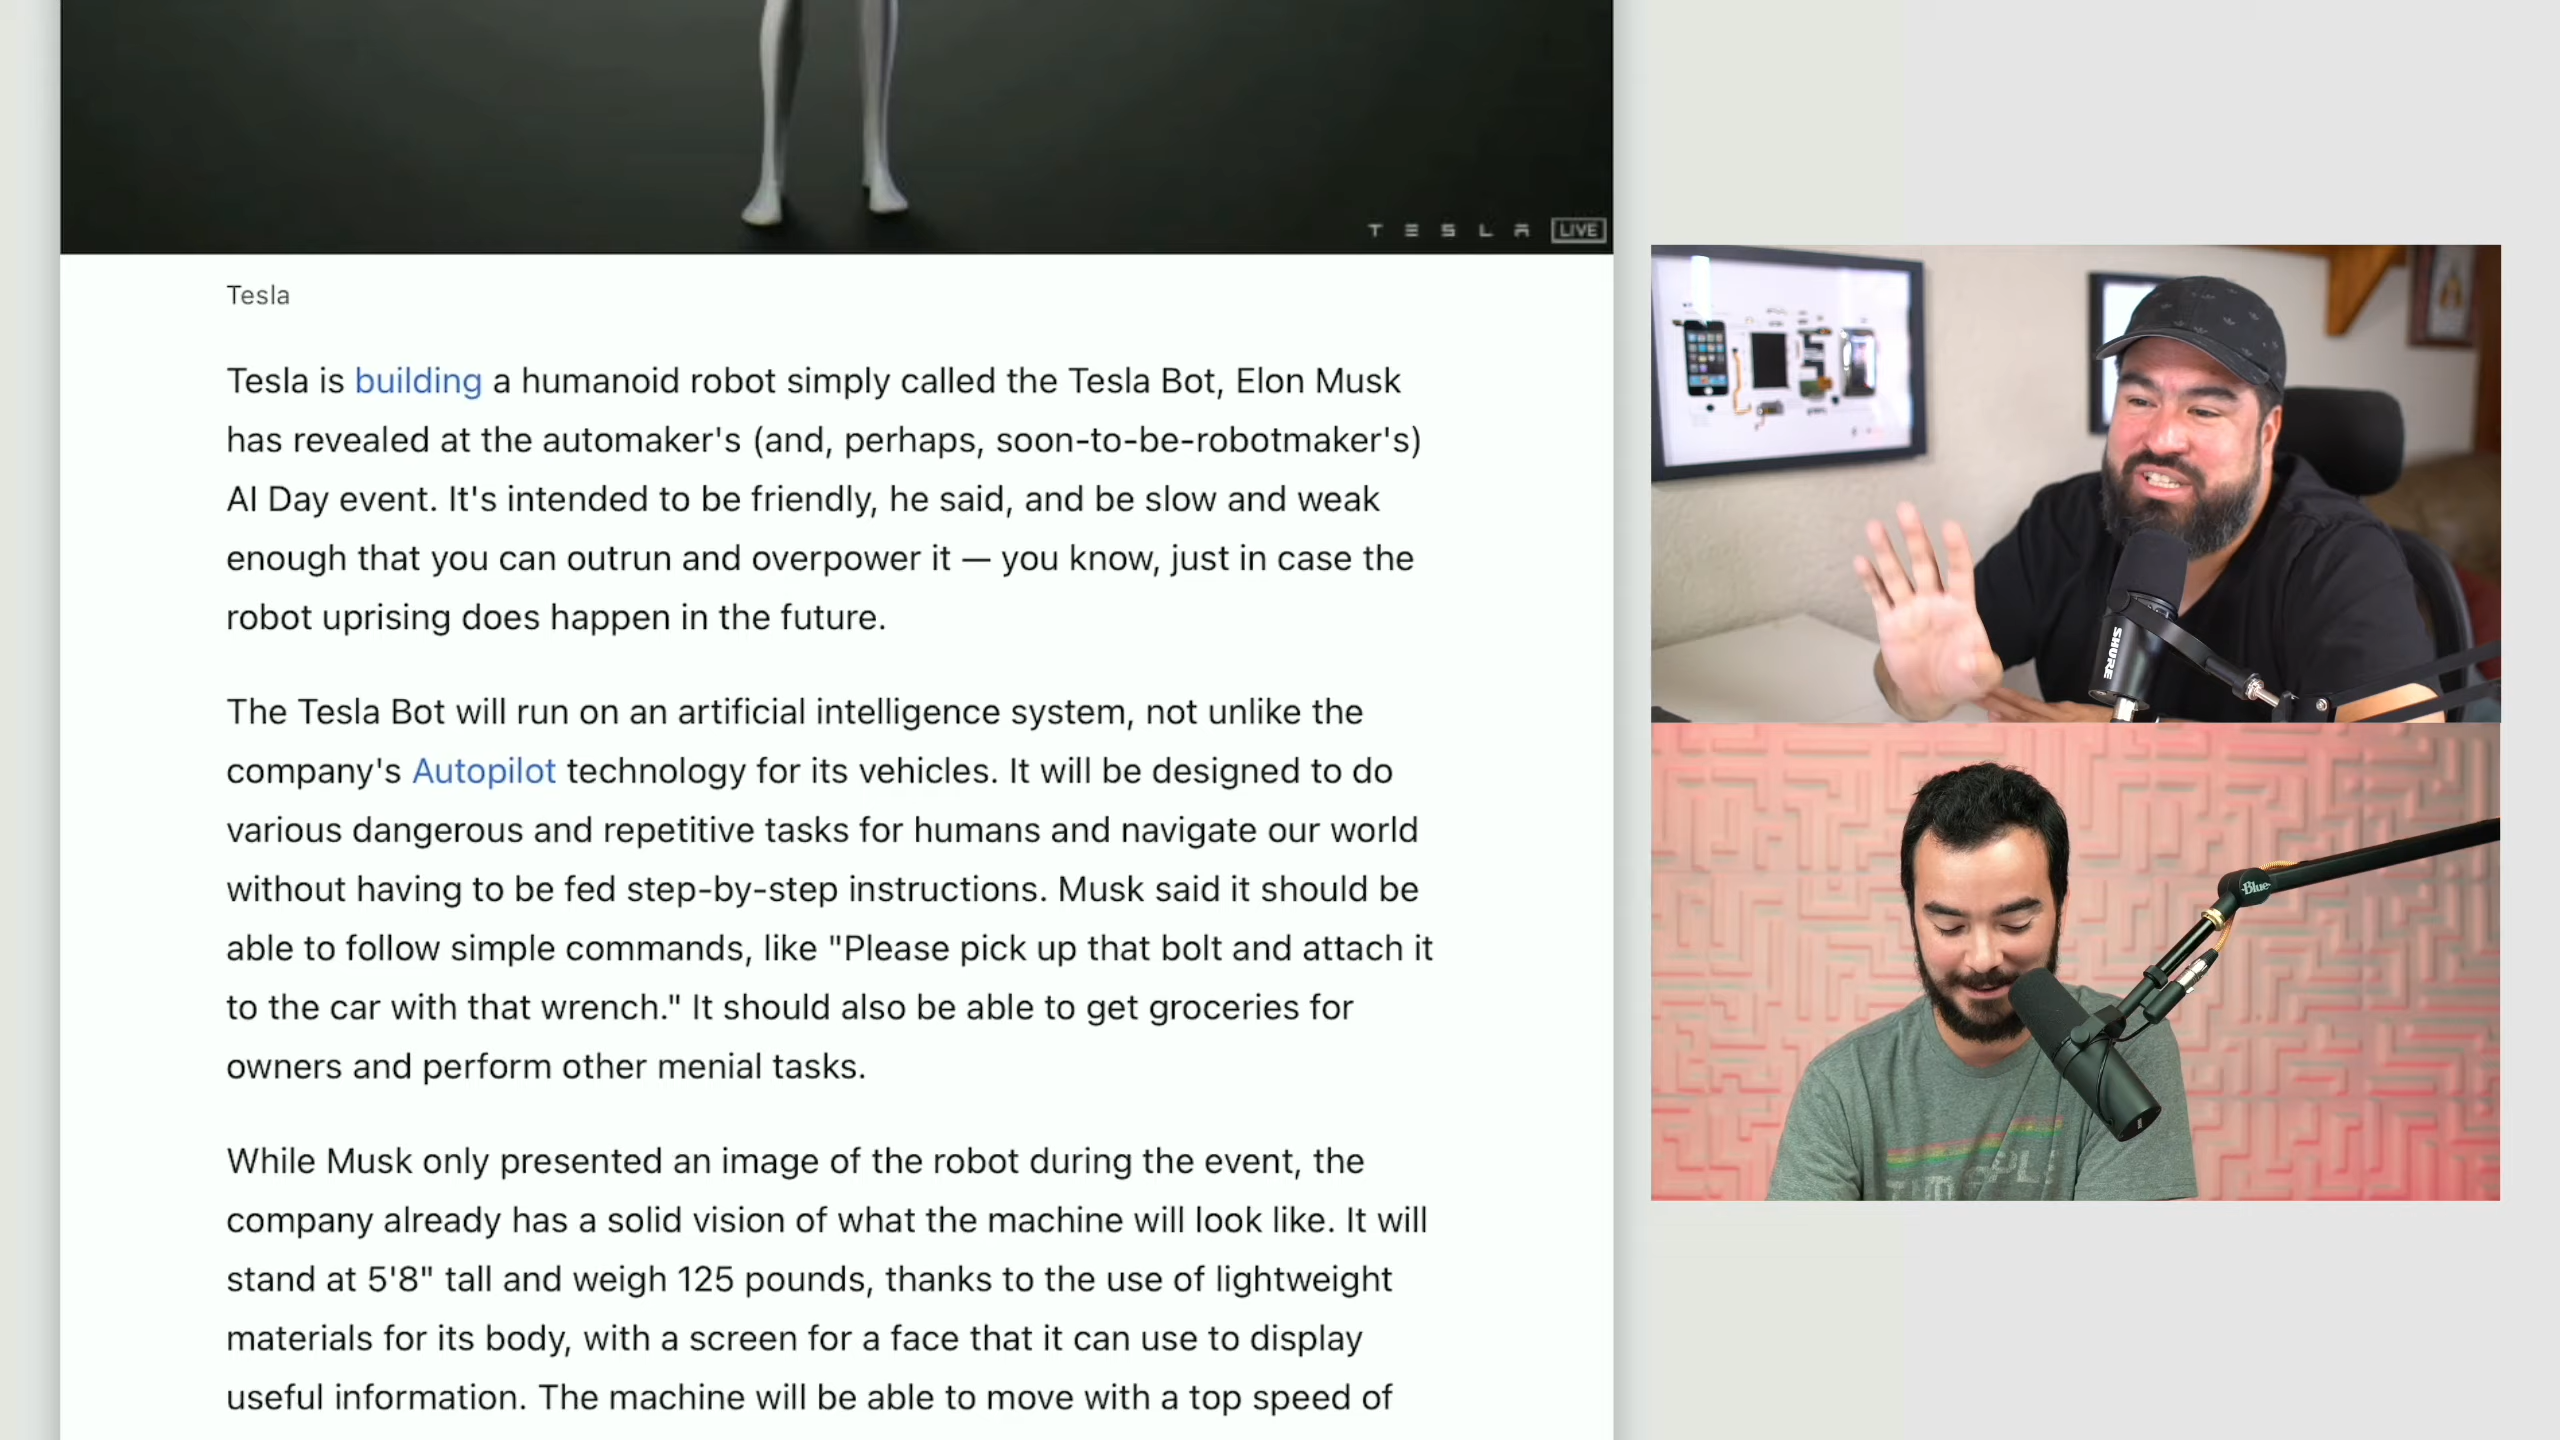 TESLA LIVE
Tesla
Tesla is building a humanoid robot simply called the Tesla Bot, Elon Musk
has revealed at the automaker's (and, perhaps, soon-to-be-robotmaker's)
AI Day event. It's intended to be friendly, he said, and be slow and weak
enough that you can outrun and overpower it — you know, just in case the
robot uprising does happen in the future.
The Tesla Bot will run on an artificial intelligence system, not unlike the
company's Autopilot technology for its vehicles. It will be designed to do
various dangerous and repetitive tasks for humans and navigate our world
without having to be fed step-by-step instructions. Musk said it should be
able to follow simple commands, like "Please pick up that bolt and attach it
to the car with that wrench." It should also be able to get groceries for
owners and perform other menial tasks.
While Musk only presented an image of the robot during the event, the
company already has a solid vision of what the machine will look like. It will
stand at 5'8" tall and weigh 125 pounds, thanks to the use of lightweight
materials for its body, with a screen for a face that it can use to display
useful information. The machine will be able to move with a top speed of
SHURE
Blue